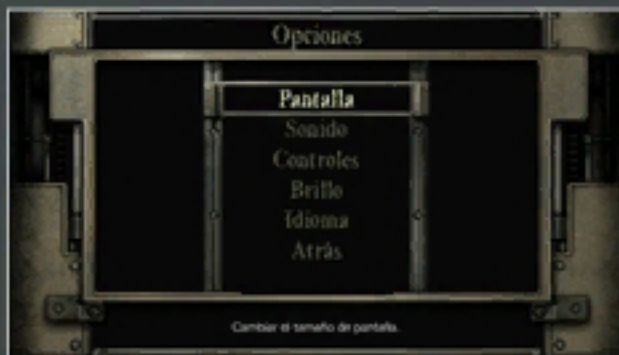 Opciones
Pantalla
Sonido
Controles
Brillo
Idioma
Atrás
Cambiar el tamaño de pantalla.